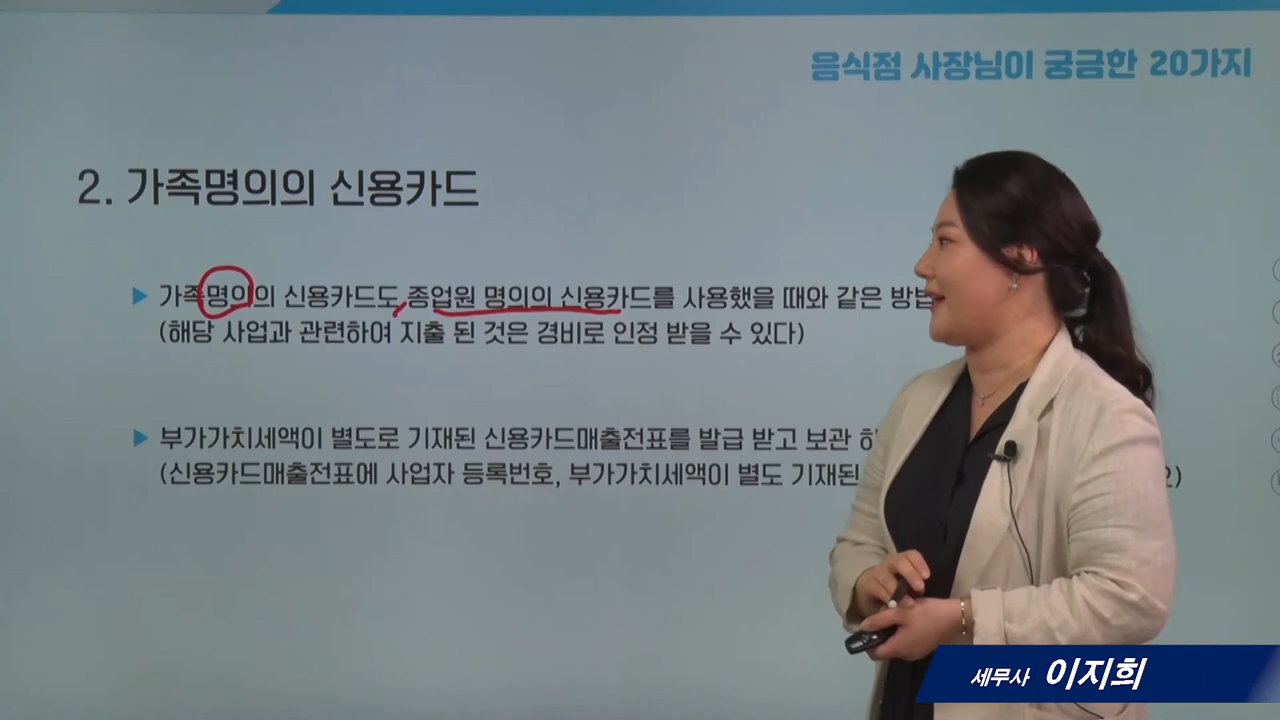 음식점 사장님이 궁금한 20가지
2. 가족명의의 신용카드
▶ 가족명의의 신용카드도, 종업원 명의의 신용카드를 사용했을 때와 같은 방법
(해당 사업과 관련하여 지출 된 것은 경비로 인정 받을 수 있다)
▶ 부가가치세액이 별도로 기재된 신용카드매출전표를 발급 받고 보관
(신용카드매출전표에 사업자 등록번호, 부가가치세액이 별도 기재된
세무사 이지희